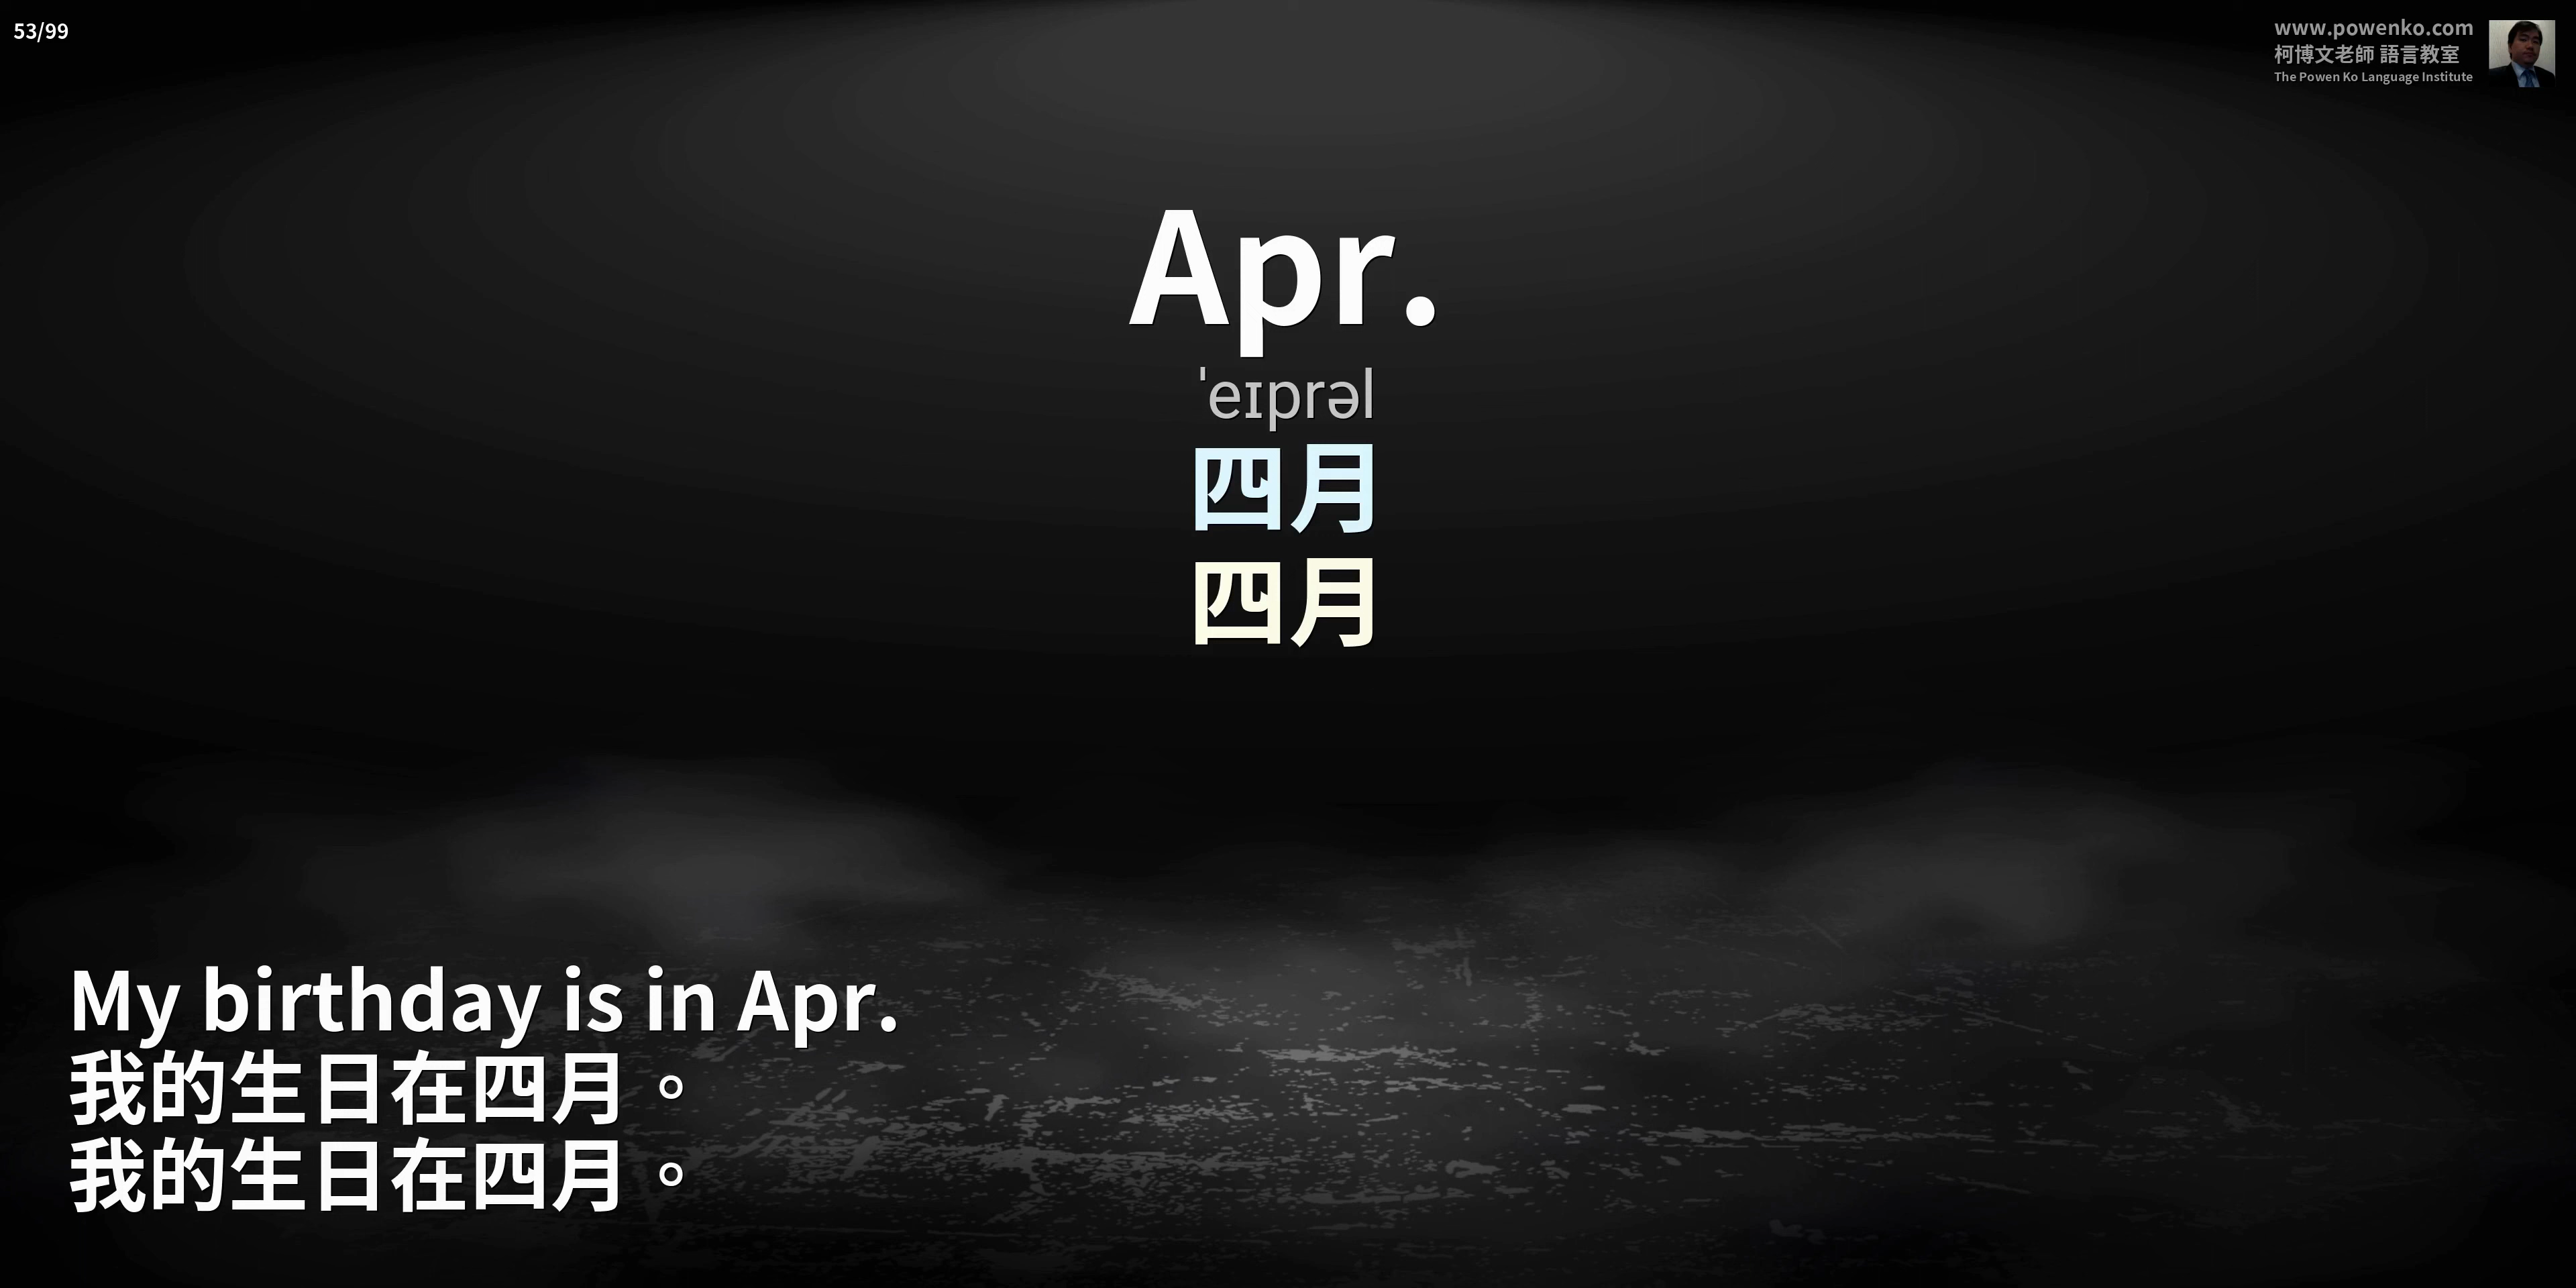 53/99
www.powenko.com
柯博文老師 語言教室
The Powen Ko Language Institute
Apr.
ˈeɪprəl
四月
四月
My birthday is in Apr.
我的生日在四月。
我的生日在四月。